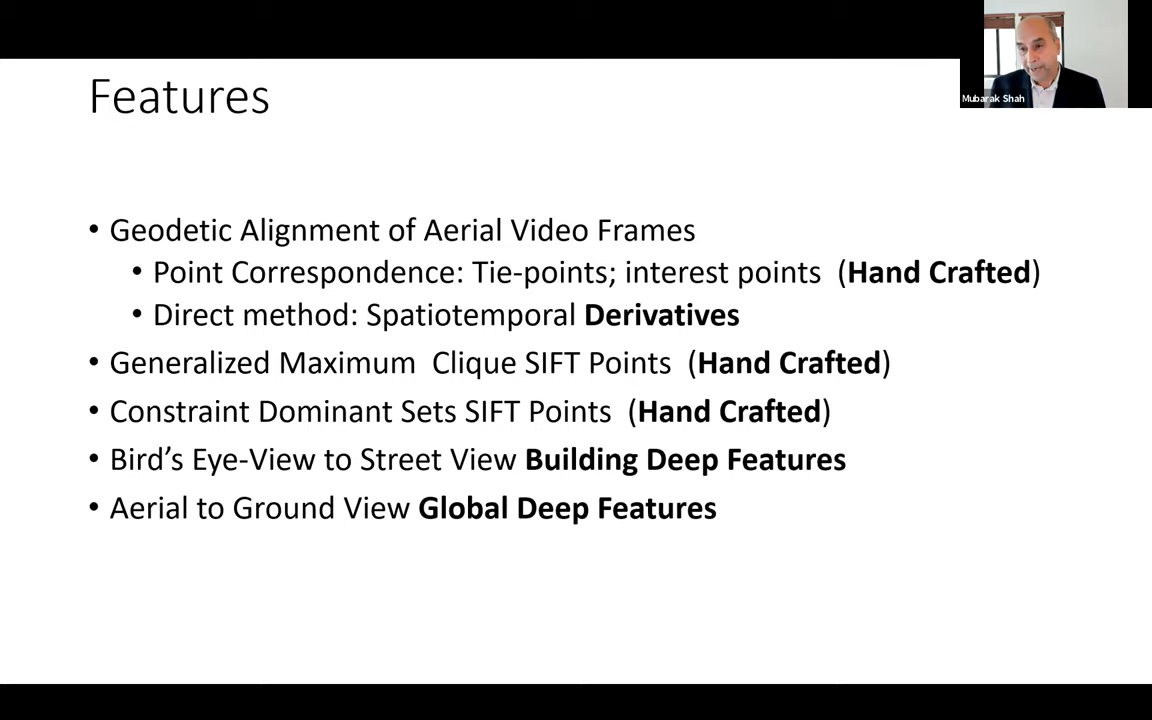 Mubarak Shah
Features
• Geodetic Alignment of Aerial Video Frames
• Point Correspondence: Tie-points; interest points (Hand Crafted)
• Direct method: Spatiotemporal Derivatives
• Generalized Maximum Clique SIFT Points (Hand Crafted)
• Constraint Dominant Sets SIFT Points (Hand Crafted)
• Bird’s Eye-View to Street View Building Deep Features
• Aerial to Ground View Global Deep Features